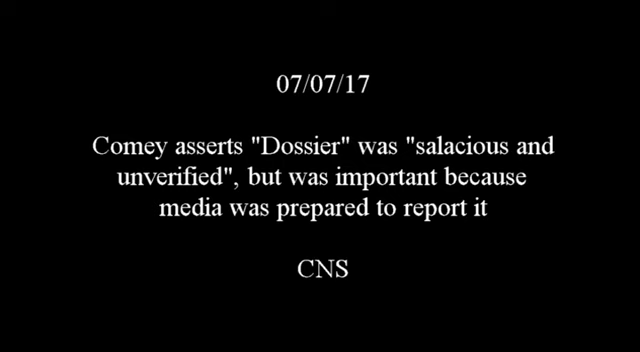 07/07/17
Comey asserts "Dossier" was "salacious and
unverified", but was important because
media was prepared to report it
CNS